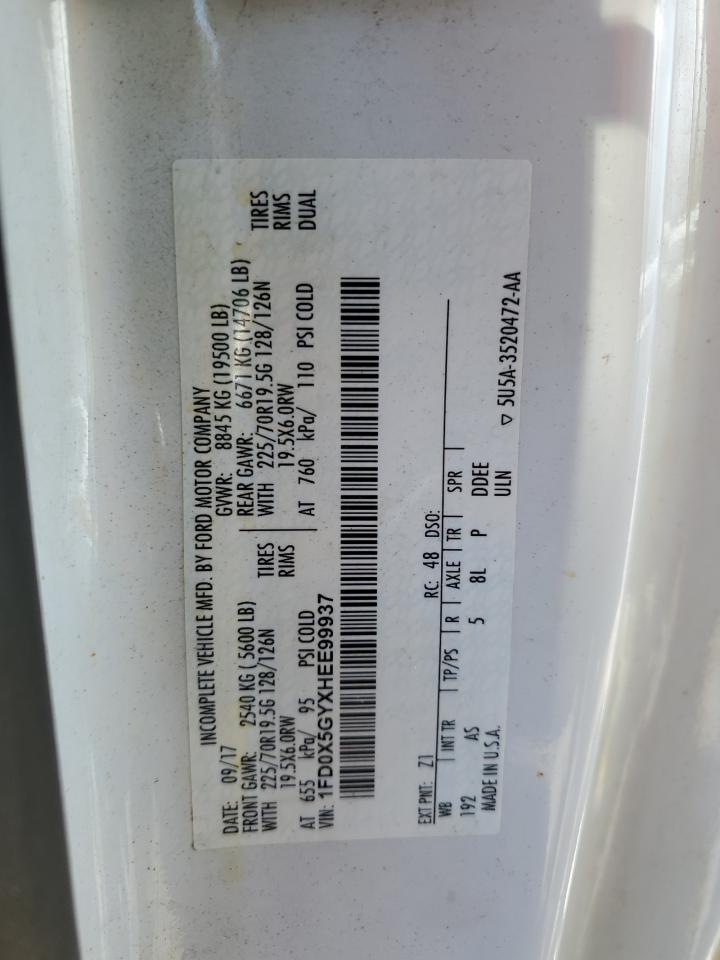 INCOMPLETE VEHICLE MFD. BY FORD MOTOR COMPANY
DATE: 09/17 GVWR: 8845 KG (19500 LB)
FRONT GAWR: 2540 KG ( 5600 LB) REAR GAWR: 6671 KG (14706 LB)
WITH 225/70R19.5G 128/126N TIRES WITH 225/70R19.5G 128/126N TIRES
19.5X6.0RW RIMS 19.5X6.0RW RIMS
AT 655 kPa/ 95 PSI COLD AT 760 kPa/ 110 PSI COLD DUAL
VIN: 1FD0X5GYXHEE99937
EXT PNT: Z1 RC: 48 DSO:
WB INT TR TP/PS R AXLE TR SPR
192 AS 5 8L P DDEE
MADE IN U.S.A. ULN
▽ 5U5A-3520472-AA